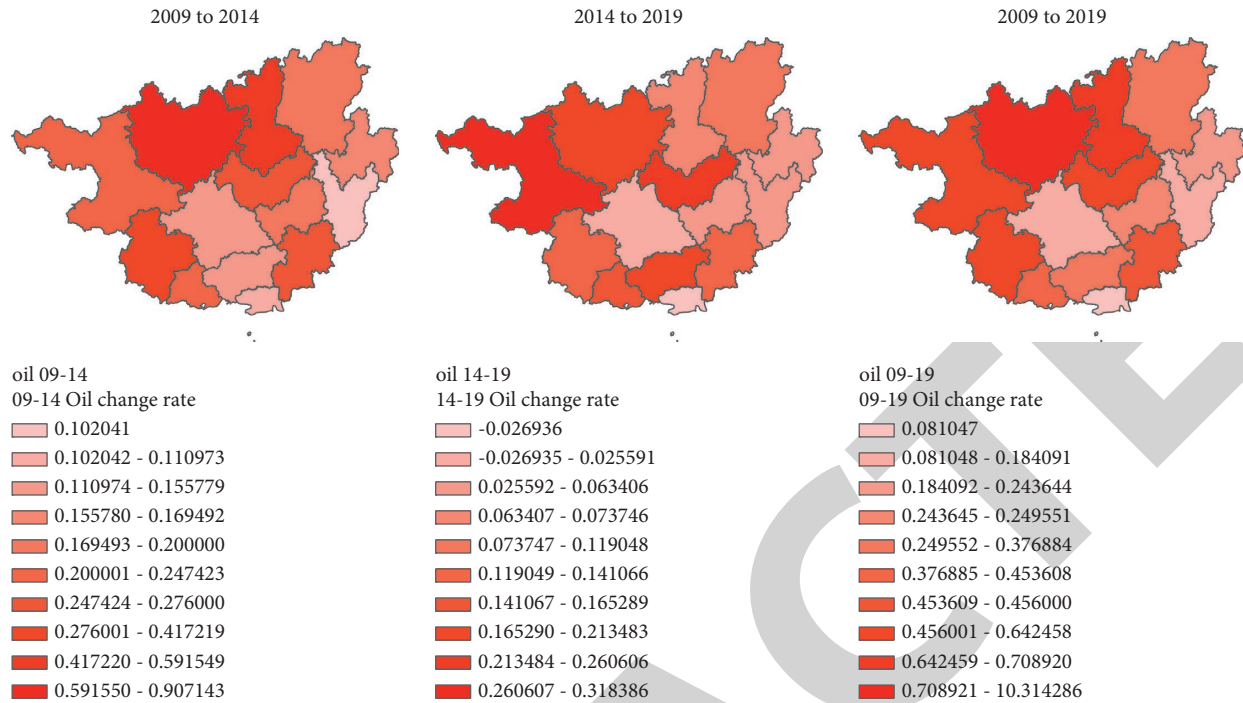 2009 to 2014
2014 to 2019
2009 to 2019
oil 09-14
09-14 Oil change rate
0.102041
0.102042 - 0.110973
0.110974 - 0.155779
0.155780 - 0.169492
0.169493 - 0.200000
0.200001 - 0.247423
0.247424 - 0.276000
0.276001 - 0.417219
0.417220 - 0.591549
0.591550 - 0.907143
oil 14-19
14-19 Oil change rate
-0.026936
-0.026935 - 0.025591
0.025592 - 0.063406
0.063407 - 0.073746
0.073747 - 0.119048
0.119049 - 0.141066
0.141067 - 0.165289
0.165290 - 0.213483
0.213484 - 0.260606
0.260607 - 0.318386
oil 09-19
09-19 Oil change rate
0.081047
0.081048 - 0.184091
0.184092 - 0.243644
0.243645 - 0.249551
0.249552 - 0.376884
0.376885 - 0.453608
0.453609 - 0.456000
0.456001 - 0.642458
0.642459 - 0.708920
0.708921 - 10.314286
ACTE